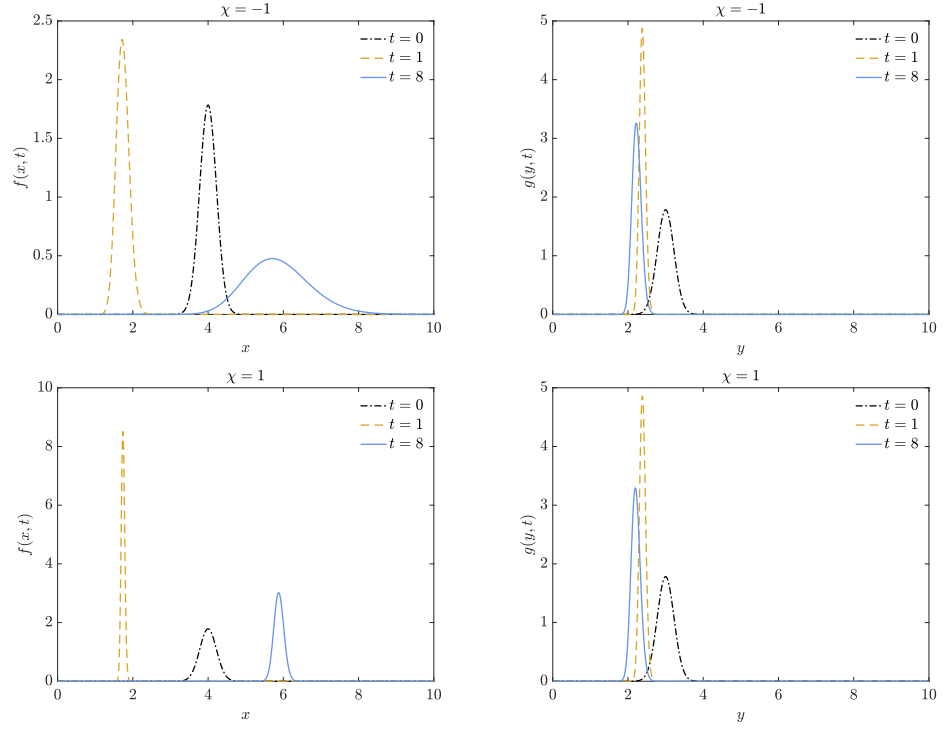 χ = −1
2.5
2
1.5
1
0.5
0
f(x, t)
t = 0
t = 1
t = 8
0 2 4 6 8 10
x
χ = −1
5
4
3
2
1
0
g(y, t)
t = 0
t = 1
t = 8
0 2 4 6 8 10
y
χ = 1
10
8
6
4
2
0
f(x, t)
t = 0
t = 1
t = 8
0 2 4 6 8 10
x
χ = 1
5
4
3
2
1
0
g(y, t)
t = 0
t = 1
t = 8
0 2 4 6 8 10
y